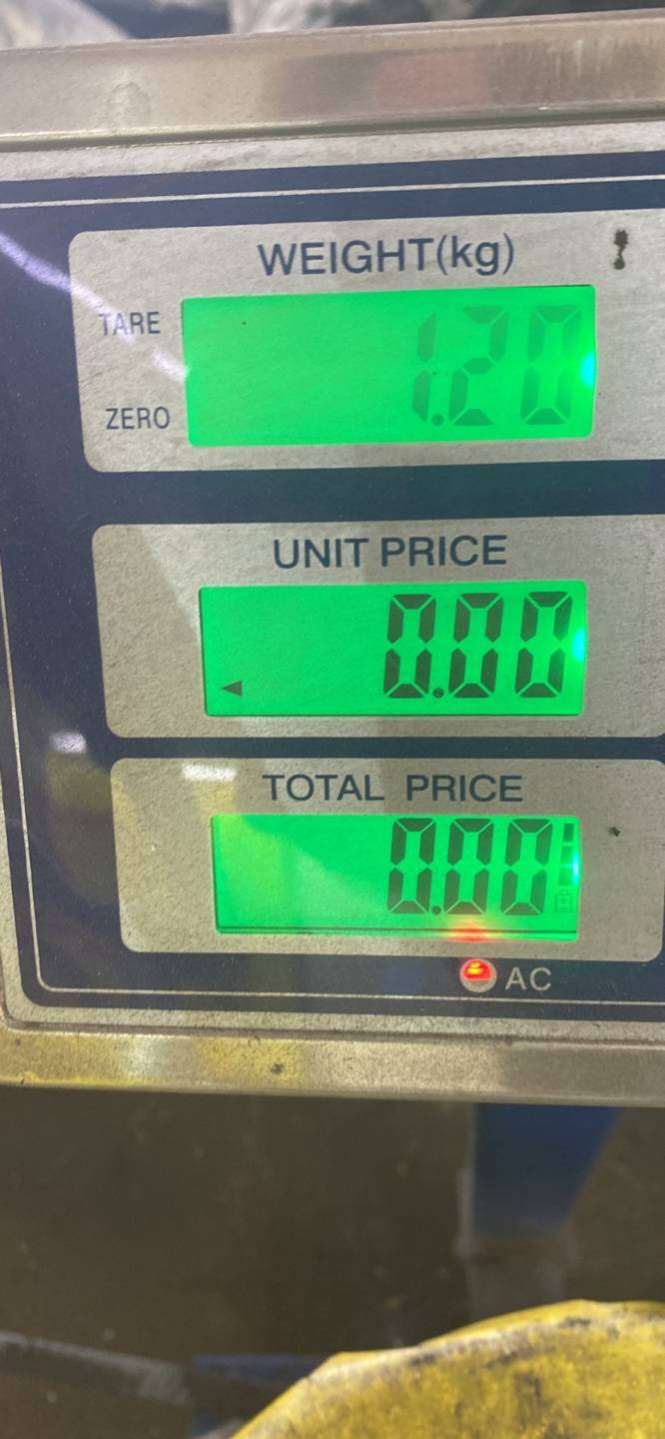 WEIGHT(kg)
TARE
1.20
ZERO
UNIT PRICE
0.00
TOTAL PRICE
0.00
AC